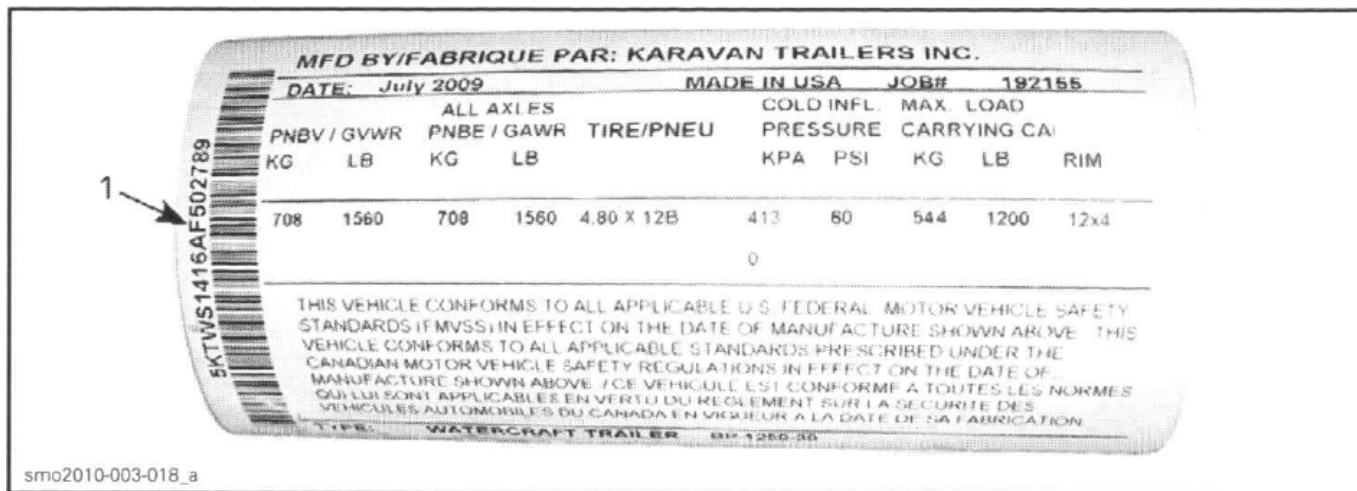 MFD BY/FABRIQUE PAR: KARAVAN TRAILERS INC.
DATE: July 2009 MADE IN USA JOB# 192155
ALL AXLES COLD INFL. MAX. LOAD
PNBV / GVWR PNBE / GAWR TIRE/PNEU PRESSURE CARRYING CA
KG LB KG LB KPA PSI KG LB RIM
708 1560 708 1560 4.80 X 12B 413 60 544 1200 12x4
0
THIS VEHICLE CONFORMS TO ALL APPLICABLE U.S. FEDERAL MOTOR VEHICLE SAFETY
STANDARDS (FMVSS) IN EFFECT ON THE DATE OF MANUFACTURE SHOWN ABOVE THIS
VEHICLE CONFORMS TO ALL APPLICABLE STANDARDS PRESCRIBED UNDER THE
CANADIAN MOTOR VEHICLE SAFETY REGULATIONS IN EFFECT ON THE DATE OF
MANUFACTURE SHOWN ABOVE / CE VEHICULE EST CONFORME A TOUTES LES NORMES
QUI LUI SONT APPLICABLES EN VERTU DU REGLEMENT SUR LA SECURITE DES
VEHICULES AUTOMOBILES DU CANADA EN VIGUEUR A LA DATE DE SA FABRICATION
TYPE: WATERCRAFT TRAILER
5KTWS1416AF502789
1
smo2010-003-018_a